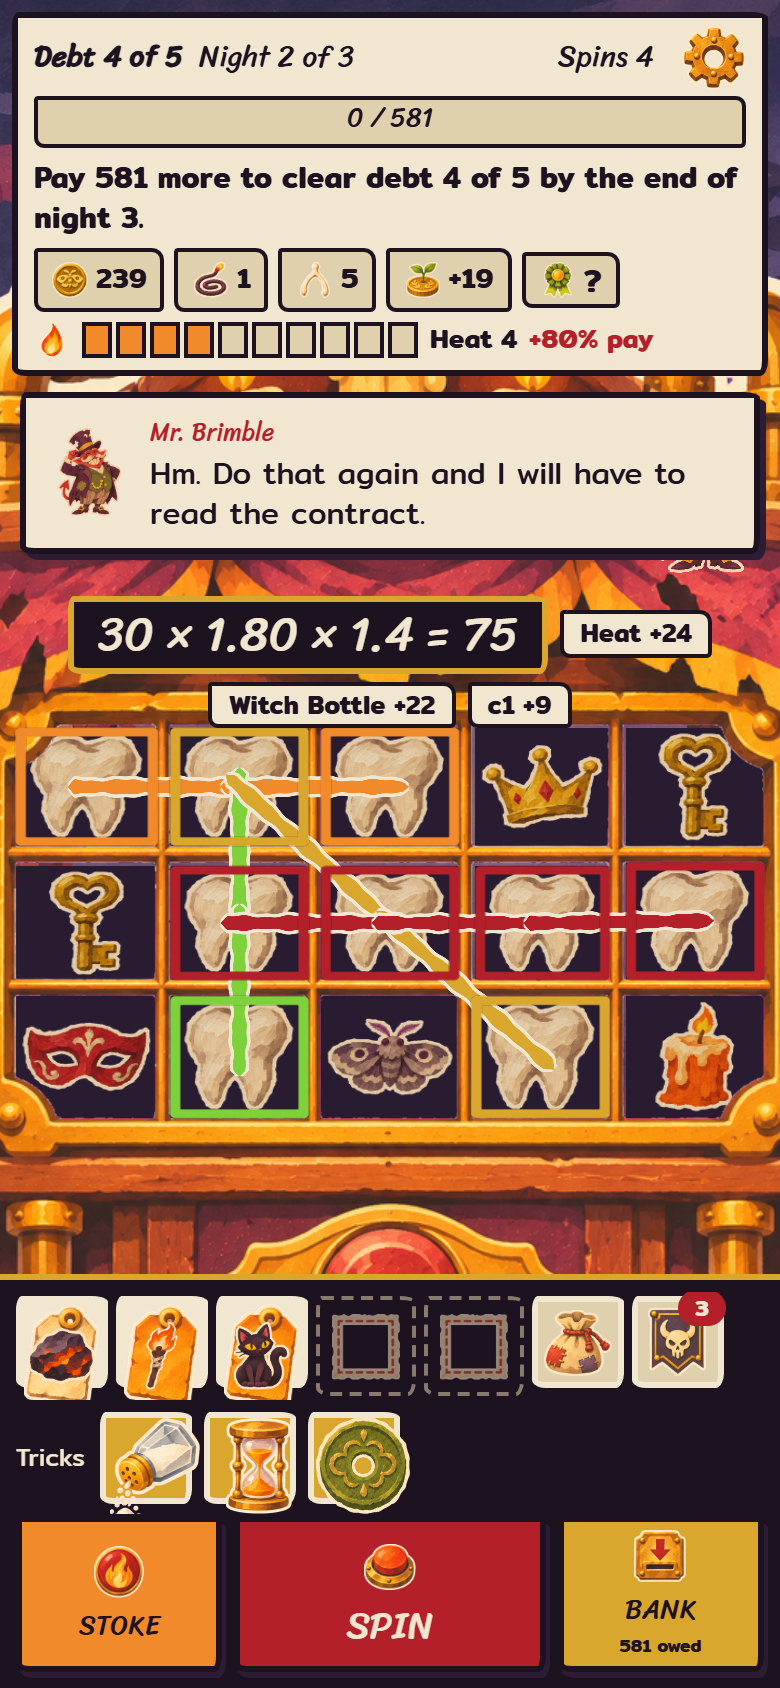 Debt 4 of 5 Night 2 of 3 Spins 4
0 / 581
Pay 581 more to clear debt 4 of 5 by the end of
night 3.
239 1 5 +19 ?
Heat 4 +80% pay
Mr. Brimble
Hm. Do that again and I will have to
read the contract.
30 × 1.80 × 1.4 = 75 Heat +24
Witch Bottle +22 c1 +9
3
Tricks
STOKE
SPIN
BANK
581 owed